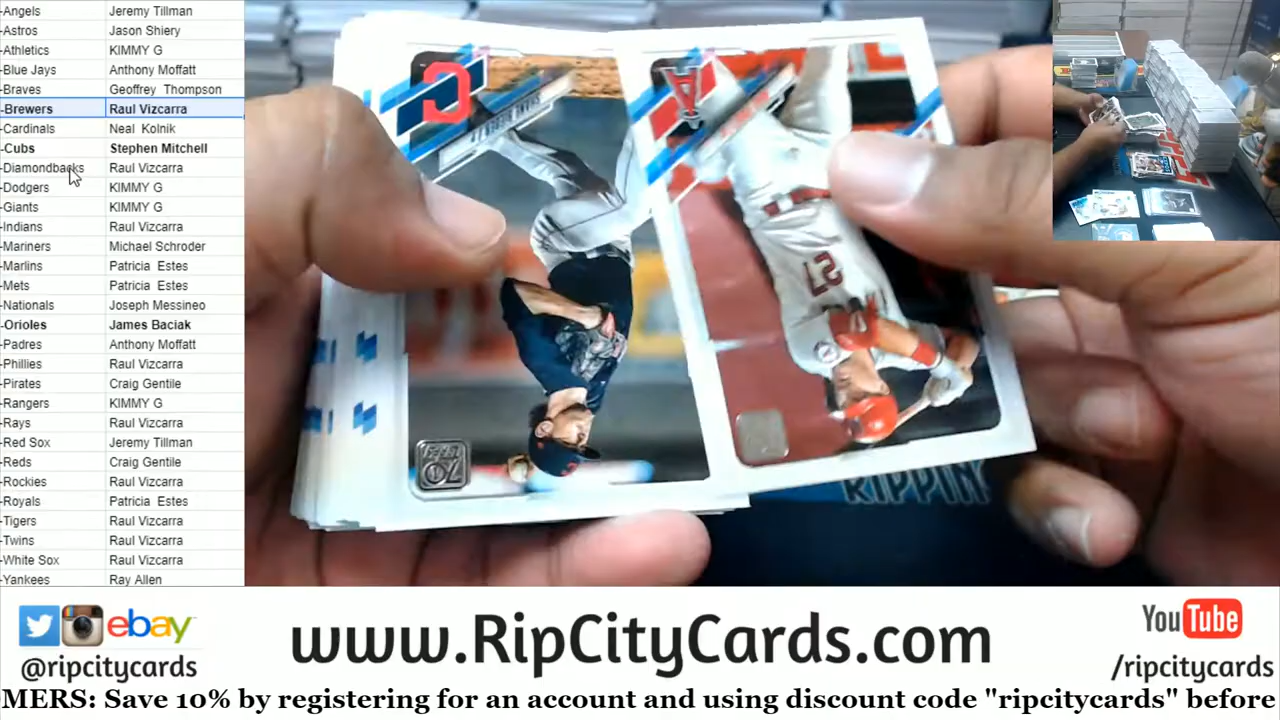 -Angels Jeremy Tillman
-Astros Jason Shiery
-Athletics KIMMY G
-Blue Jays Anthony Moffatt
-Braves Geoffrey Thompson
-Brewers Raul Vizcarra
-Cardinals Neal Kolnik
-Cubs Stephen Mitchell
-Diamondbacks Raul Vizcarra
-Dodgers KIMMY G
-Giants KIMMY G
-Indians Raul Vizcarra
-Mariners Michael Schroder
-Marlins Patricia Estes
-Mets Patricia Estes
-Nationals Joseph Messineo
-Orioles James Baciak
-Padres Anthony Moffatt
-Phillies Raul Vizcarra
-Pirates Craig Gentile
-Rangers KIMMY G
-Rays Raul Vizcarra
-Red Sox Jeremy Tillman
-Reds Craig Gentile
-Rockies Raul Vizcarra
-Royals Patricia Estes
-Tigers Raul Vizcarra
-Twins Raul Vizcarra
-White Sox Raul Vizcarra
-Yankees Ray Allen
C
A
27
70
RIPPIN'
ebay
@ripcitycards
www.RipCityCards.com
YouTube
/ripcitycards
MERS: Save 10% by registering for an account and using discount code "ripcitycards" before